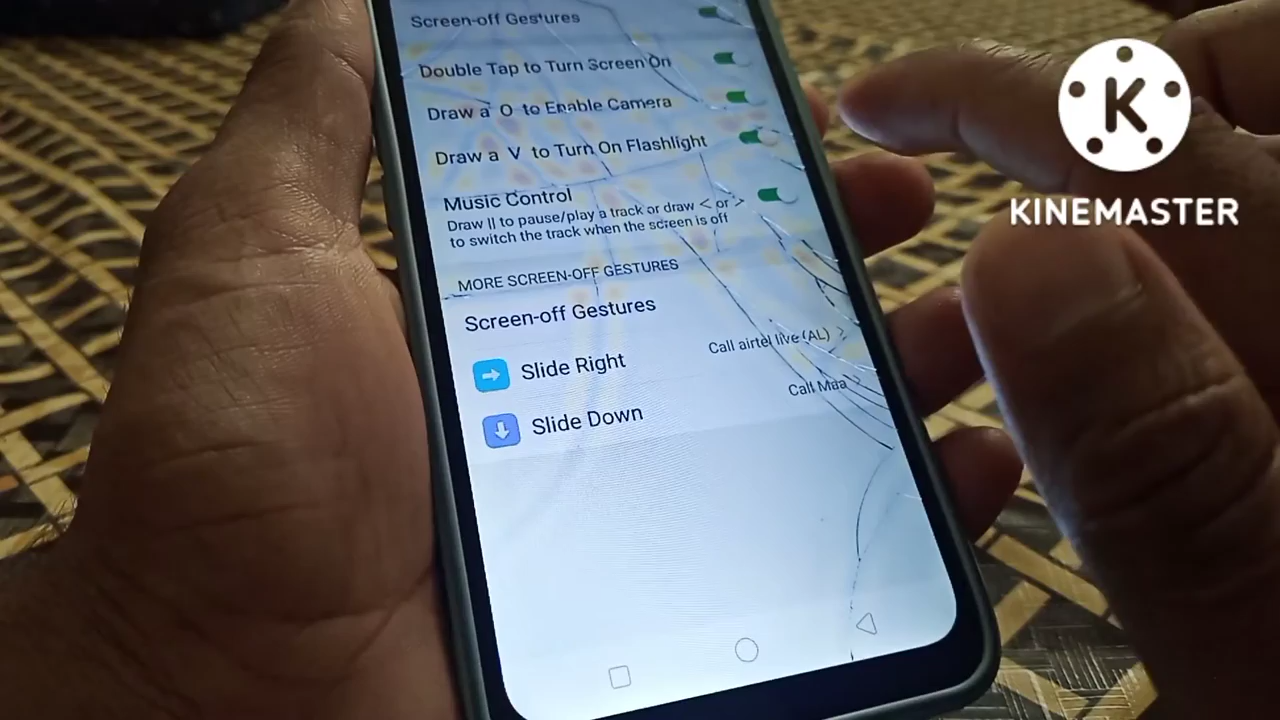 Screen-off Gestures
Double Tap to Turn Screen On
Draw a O to Enable Camera
Draw a V to Turn On Flashlight
Music Control
Draw || to pause/play a track or draw < or >
to switch the track when the screen is off
MORE SCREEN-OFF GESTURES
Screen-off Gestures
Slide Right Call airtel live (AL)
Slide Down Call Maa
K
KINEMASTER